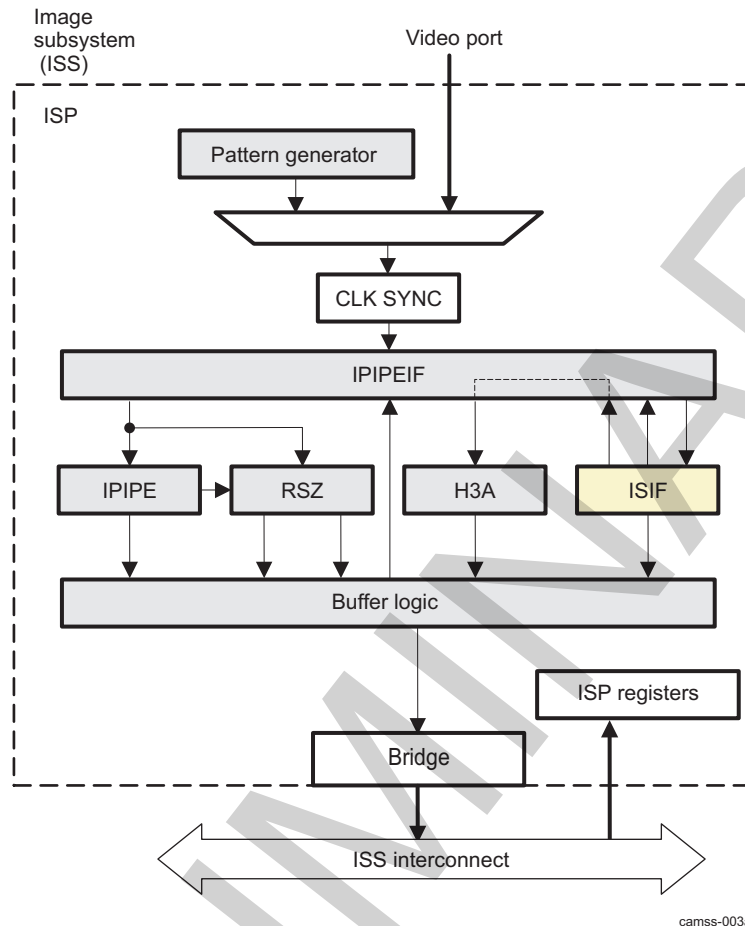 Image
subsystem
(ISS)
Video port
ISP
Pattern generator
CLK SYNC
IPIPEIF
IPIPE
RSZ
H3A
ISIF
Buffer logic
ISP registers
Bridge
ISS interconnect